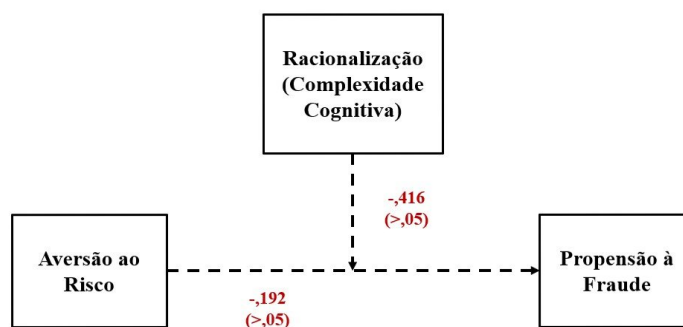 Racionalização
(Complexidade
Cognitiva)
-,416
(>,05)
Aversão ao
Risco
Propensão à
Fraude
-,192
(>,05)